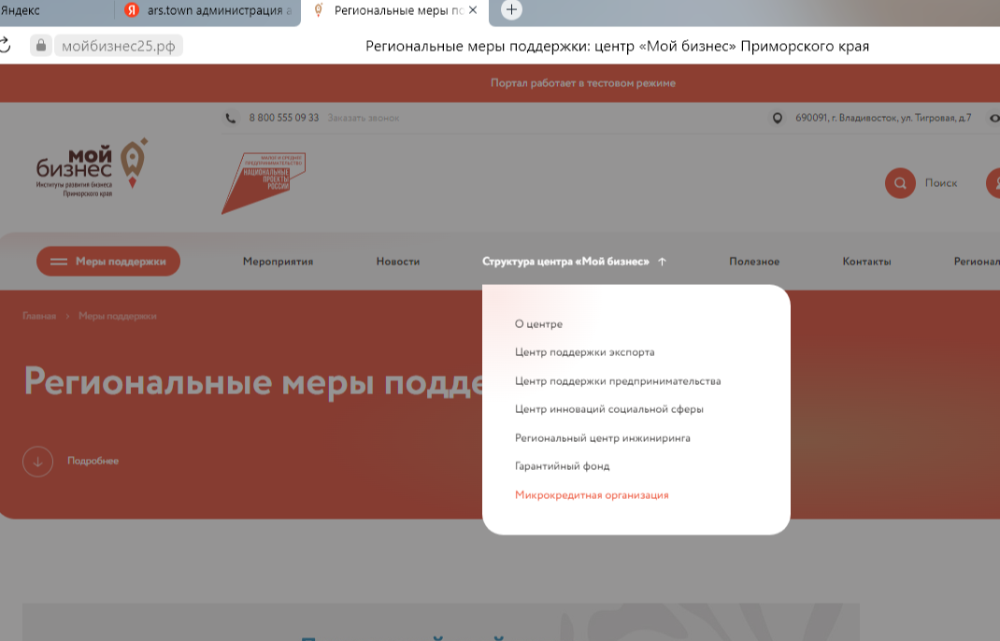 Яндекс
Я ars.town администрация а
Региональные меры по
мойбизнес25.рф
Региональные меры поддержки: центр «Мой бизнес» Приморского края
Портал работает в тестовом режиме
8 800 555 09 33 Заказать звонок
690091, г. Владивосток, ул. Тигровая, д.7
мой
бизнес
Институты развития бизнеса
Приморского края
МАЛОЕ И СРЕДНЕЕ
ПРЕДПРИНИМАТЕЛЬСТВО
НАЦИОНАЛЬНЫЕ
ПРОЕКТЫ
РОССИИ
Поиск
Меры поддержки
Мероприятия
Новости
Структура центра «Мой бизнес»
Полезное
Контакты
Регионал
Главная > Меры поддержки
Региональные меры подде
Подробнее
О центре
Центр поддержки экспорта
Центр поддержки предпринимательства
Центр инноваций социальной сферы
Региональный центр инжиниринга
Гарантийный фонд
Микрокредитная организация